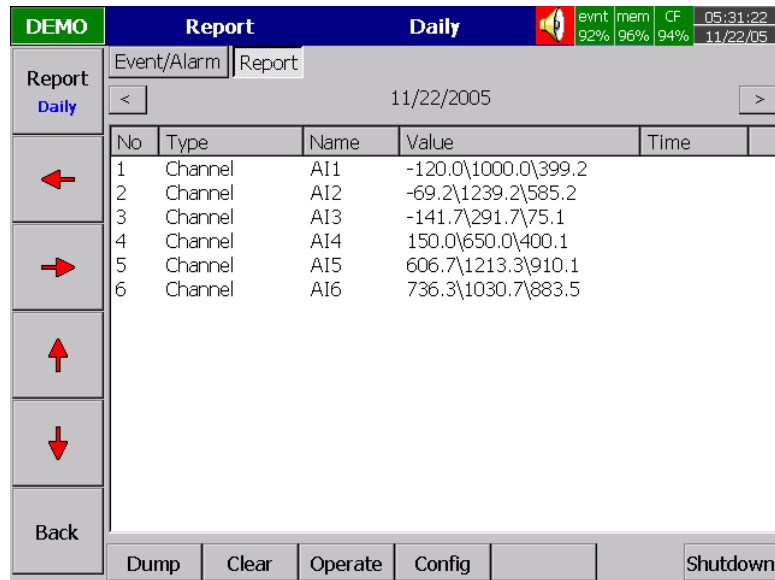 DEMO Report Daily evnt mem CF 05:31:22
92% 96% 94% 11/22/05
Report
Daily
Event/Alarm Report
< 11/22/2005 >
No Type Name Value Time
1 Channel AI1 -120.0\1000.0\399.2
2 Channel AI2 -69.2\1239.2\585.2
3 Channel AI3 -141.7\291.7\75.1
4 Channel AI4 150.0\650.0\400.1
5 Channel AI5 606.7\1213.3\910.1
6 Channel AI6 736.3\1030.7\883.5
Back
Dump Clear Operate Config Shutdown